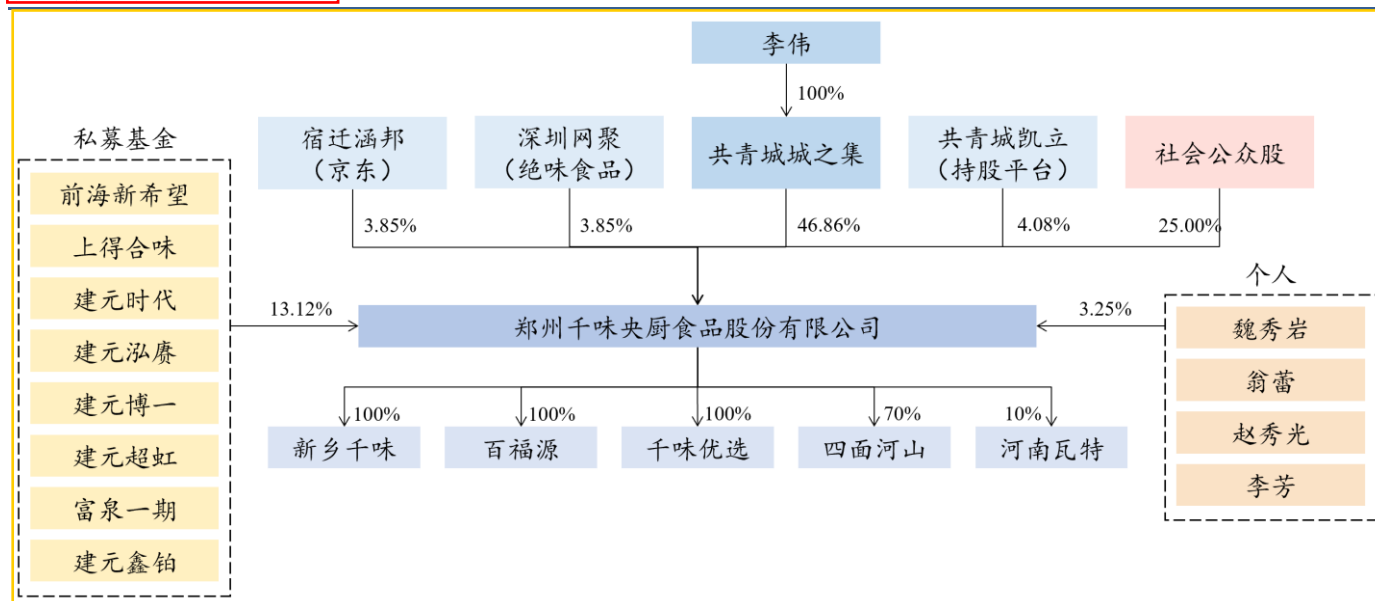 李伟
100%
私募基金
宿迁涵邦
（京东）
深圳网聚
（绝味食品）
共青城城之集
共青城凯立
（持股平台）
社会公众股
前海新希望
上得合味
建元时代
建元泓赓
建元博一
建元超虹
富泉一期
建元鑫铂
3.85%
3.85%
46.86%
4.08%
25.00%
13.12%
郑州千味央厨食品股份有限公司
3.25%
个人
魏秀岩
翁蕾
赵秀光
李芳
100%
100%
100%
70%
10%
新乡千味
百福源
千味优选
四面河山
河南瓦特